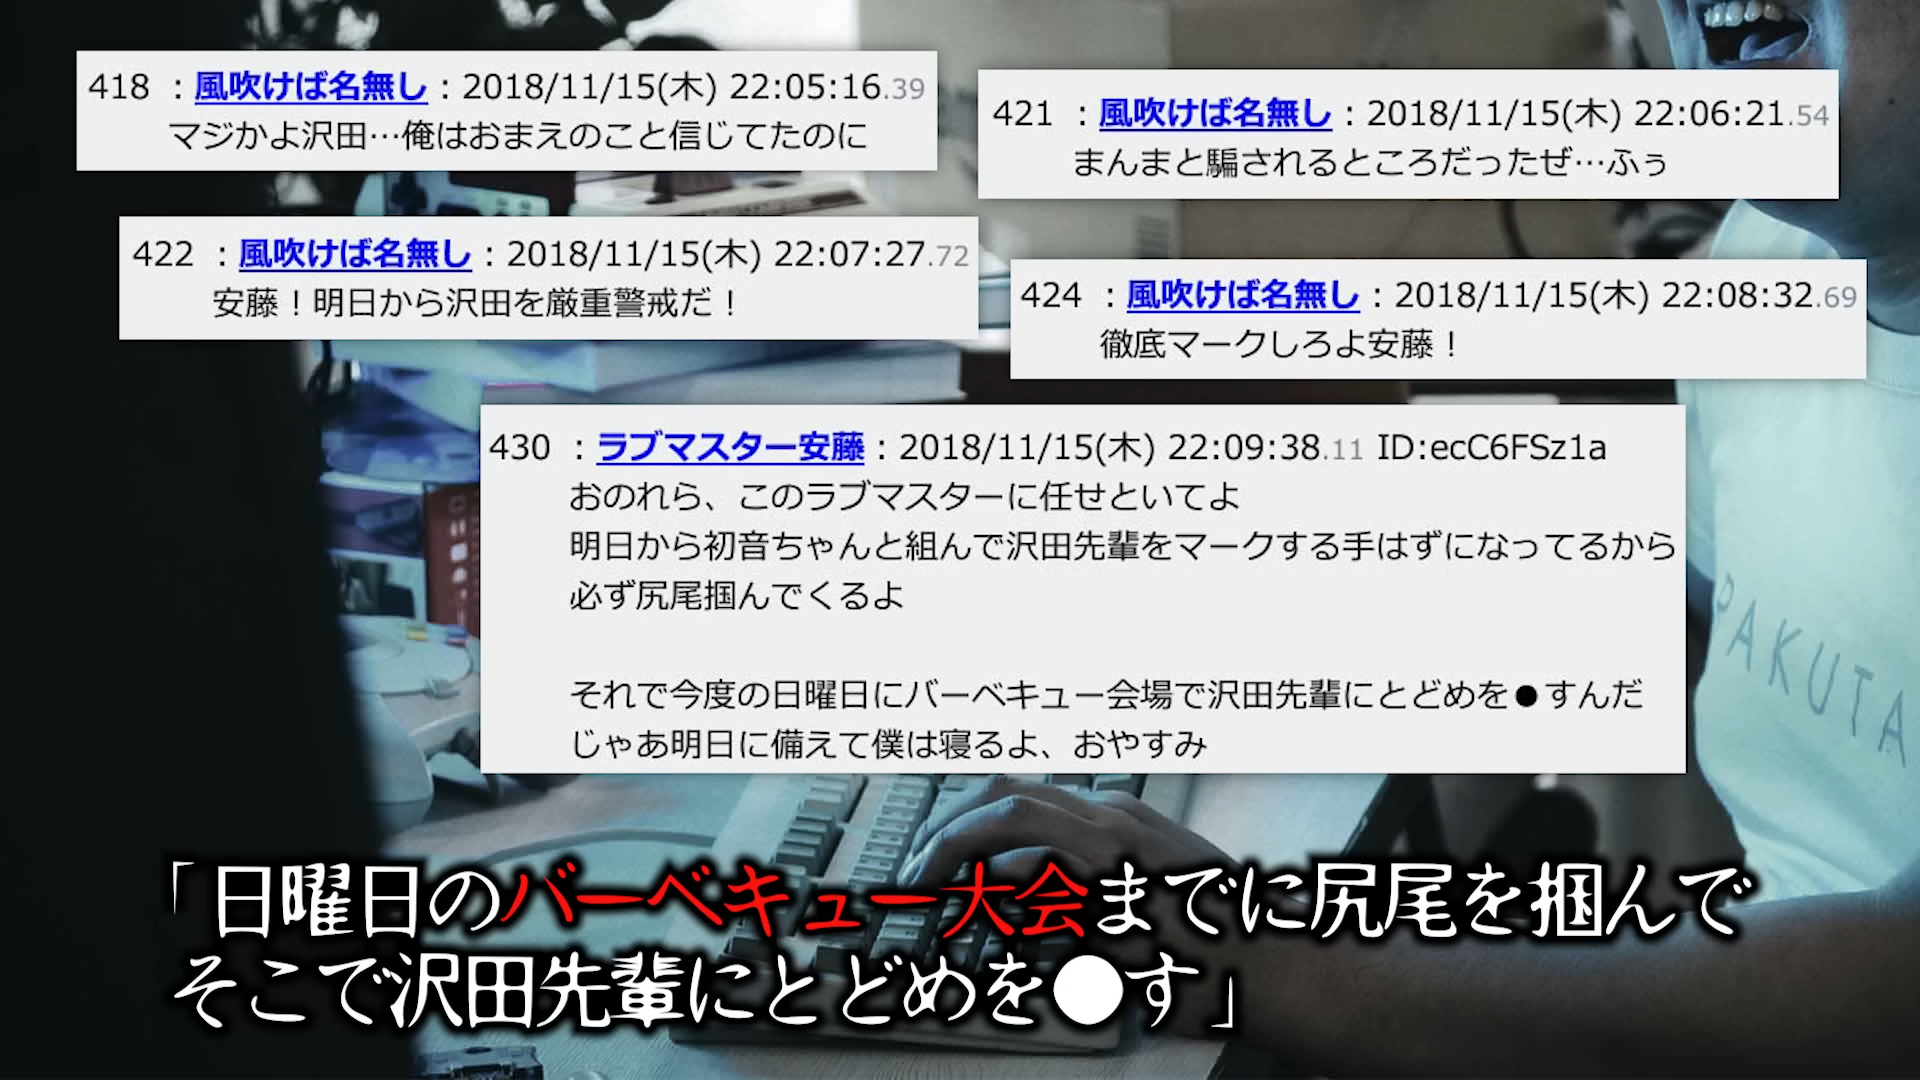 418 ：風吹けば名無し：2018/11/15(木) 22:05:16.39
マジかよ沢田…俺はおまえのこと信じてたのに
421 ：風吹けば名無し：2018/11/15(木) 22:06:21.54
まんまと騙されるところだったぜ…ふぅ
422 ：風吹けば名無し：2018/11/15(木) 22:07:27.72
安藤！明日から沢田を厳重警戒だ！
424 ：風吹けば名無し：2018/11/15(木) 22:08:32.69
徹底マークしろよ安藤！
430 ：ラブマスター安藤：2018/11/15(木) 22:09:38.11 ID:ecC6FSz1a
おのれら、このラブマスターに任せといてよ
明日から初音ちゃんと組んで沢田先輩をマークする手はずになってるから
必ず尻尾掴んでくるよ
それで今度の日曜日にバーベキュー会場で沢田先輩にとどめを●すんだ
じゃあ明日に備えて僕は寝るよ、おやすみ
PAKUTA
「日曜日のバーベキュー大会までに尻尾を掴んで
そこで沢田先輩にとどめを●す」